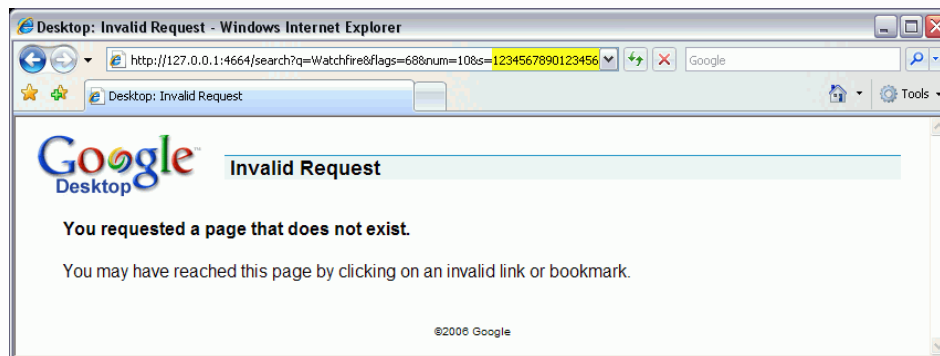 Desktop: Invalid Request - Windows Internet Explorer
http://127.0.0.1:4664/search?q=Watchfire&flags=68&num=10&s=1234567890123456
Google
Desktop: Invalid Request
Tools
Google™
Desktop
Invalid Request
You requested a page that does not exist.
You may have reached this page by clicking on an invalid link or bookmark.
©2006 Google